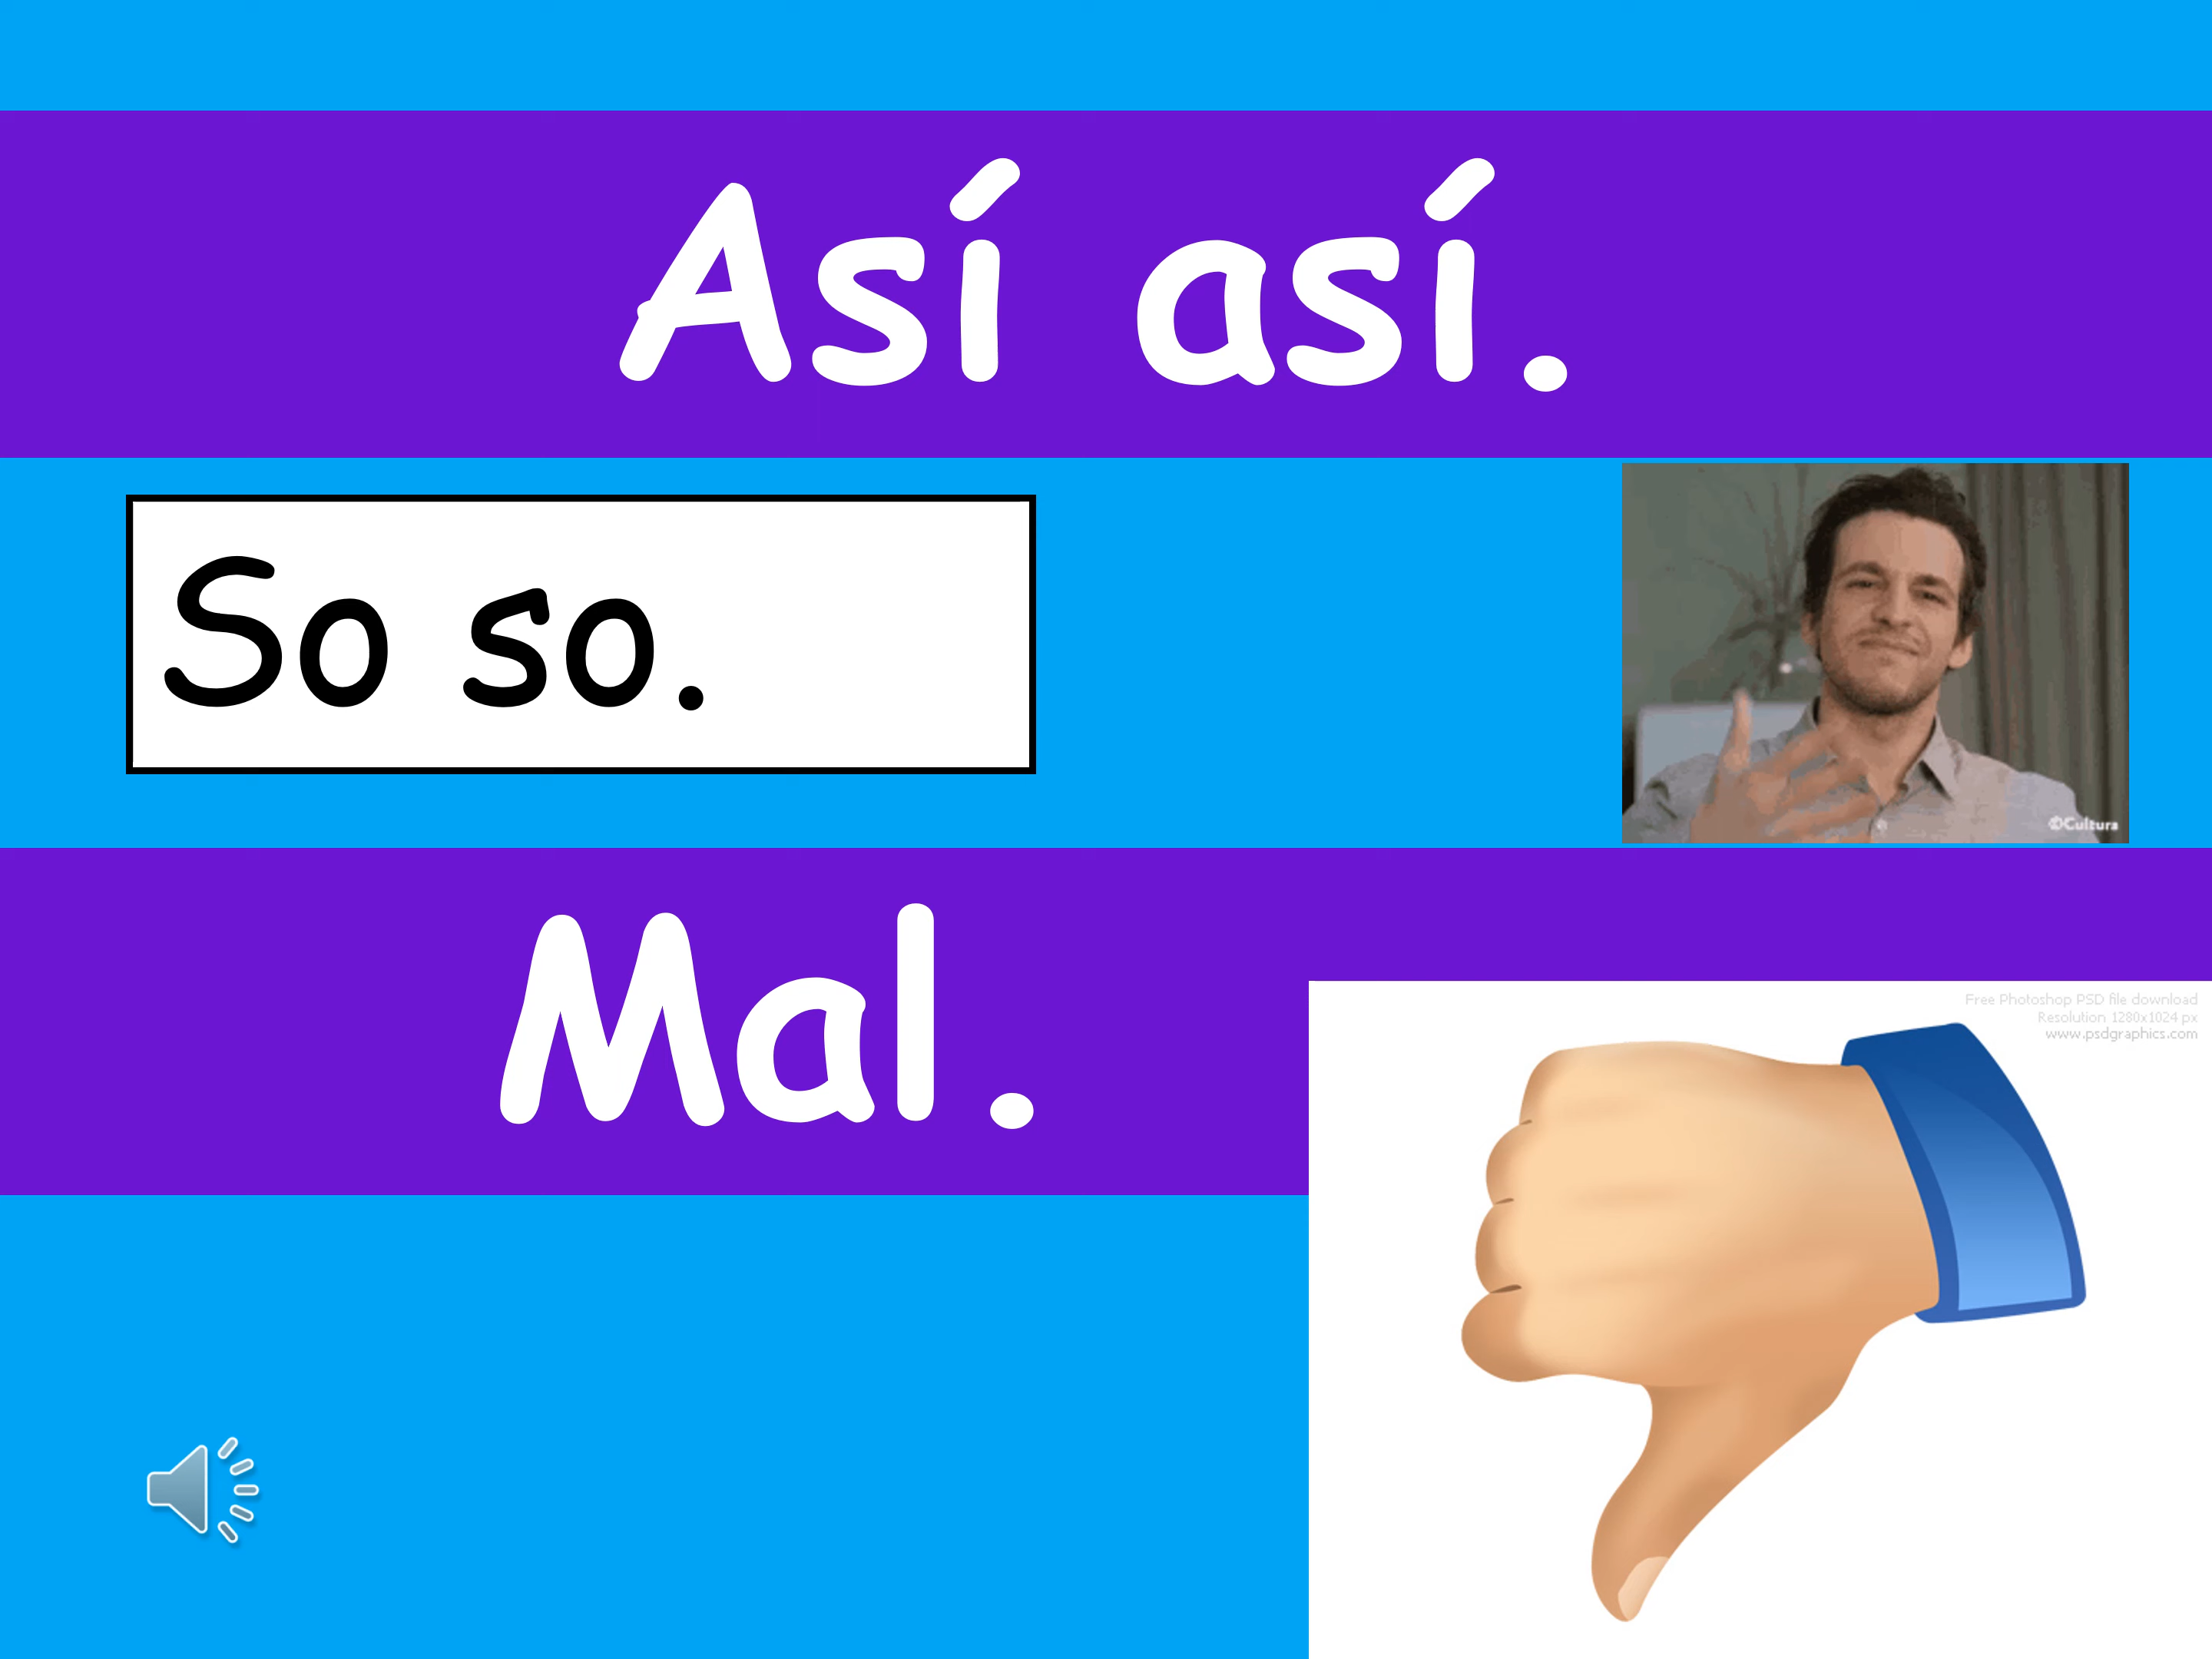 Así así.
So so.
©Cultura
Mal.
Free Photoshop PSD file download
Resolution 1280x1024 px
www.psdgraphics.com